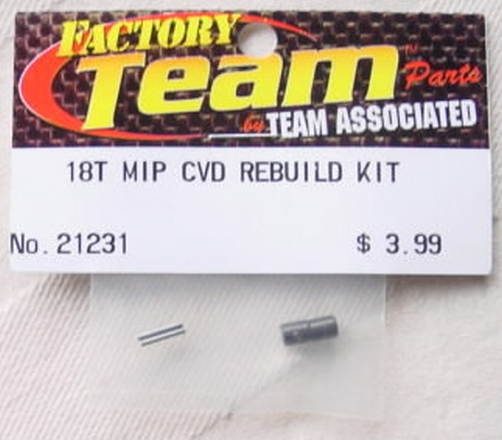 FACTORY
Team Parts
by TEAM ASSOCIATED
18T MIP CVD REBUILD KIT
No. 21231 $ 3.99